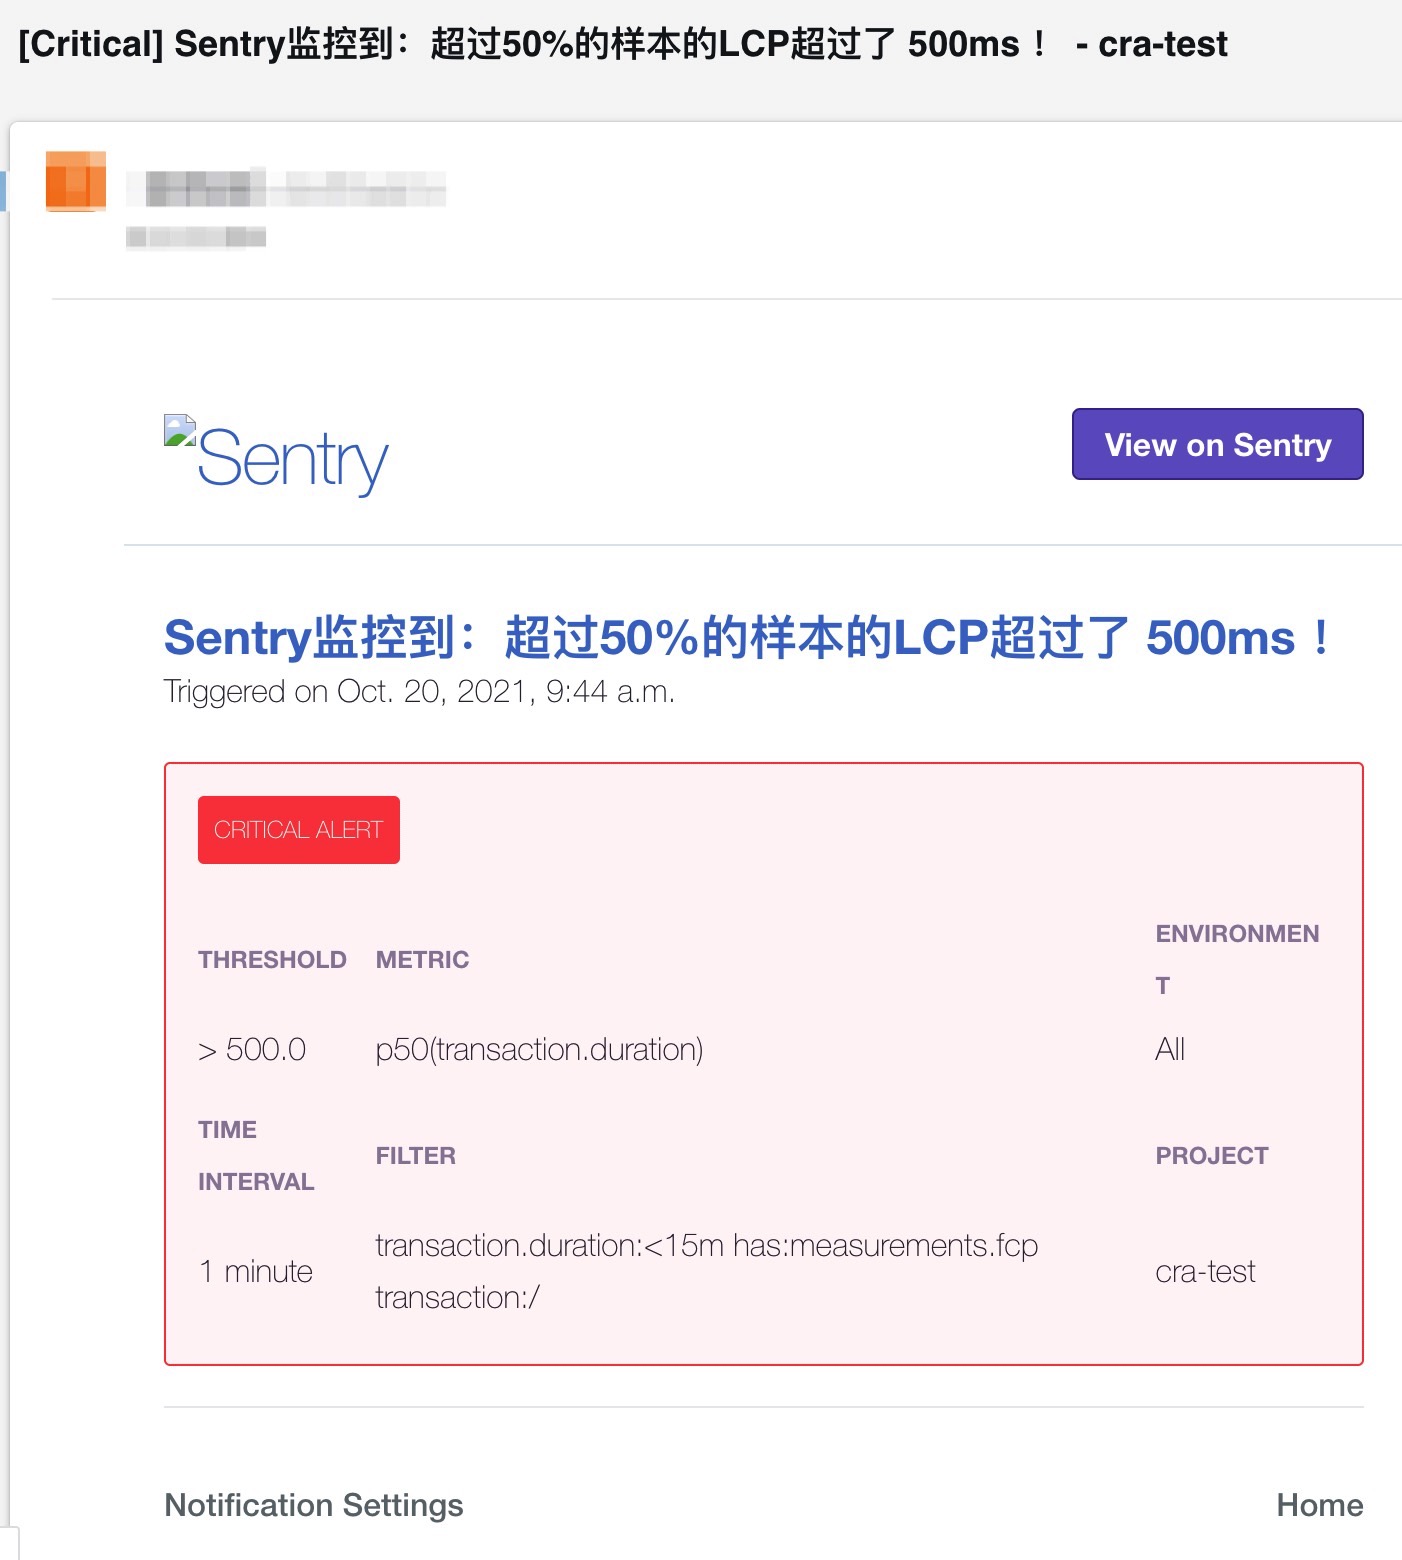 [Critical] Sentry监控到：超过50%的样本的LCP超过了 500ms！ - cra-test
Sentry
View on Sentry
Sentry监控到：超过50%的样本的LCP超过了 500ms！
Triggered on Oct. 20, 2021, 9:44 a.m.
CRITICAL ALERT
THRESHOLD METRIC ENVIRONMEN
T
> 500.0 p50(transaction.duration) All
TIME
INTERVAL FILTER PROJECT
transaction.duration:<15m has:measurements.fcp
1 minute cra-test
transaction:/
Notification Settings Home